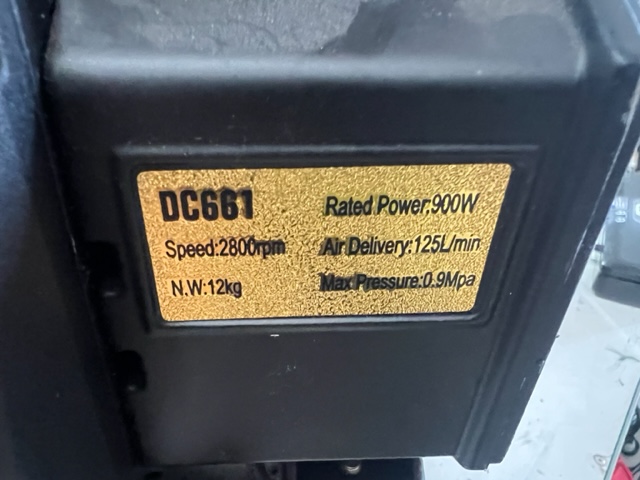 DC661
Rated Power:900W
Speed:2800rpm
Air Delivery:125L/min
N.W:12kg
Max Pressure:0.9Mpa